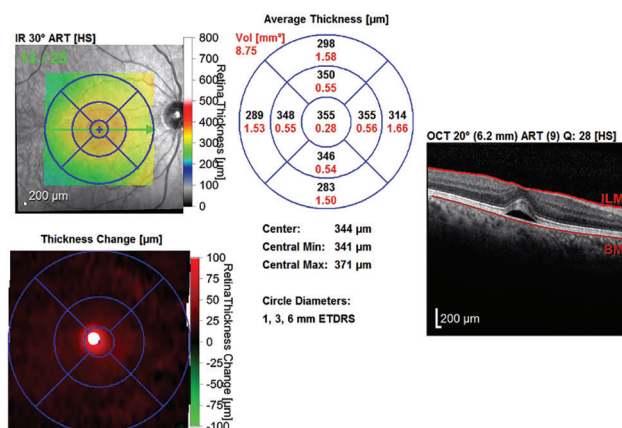 IR 30° ART [HS]
13 / 25
200 µm
800
700
600
500
400
300
200
100
0
Retina Thickness [µm]
Average Thickness [µm]
Vol [mm³]
8.75
298
1.58
350
0.55
289
1.53
348
0.55
355
0.28
355
0.56
314
1.66
346
0.54
283
1.50
Center: 344 µm
Central Min: 341 µm
Central Max: 371 µm
Circle Diameters:
1, 3, 6 mm ETDRS
OCT 20° (6.2 mm) ART (9) Q: 28 [HS]
ILM
BM
200 µm
Thickness Change [µm]
100
75
50
25
0
-25
-50
-75
-100
RetinaThickness Change [µm]